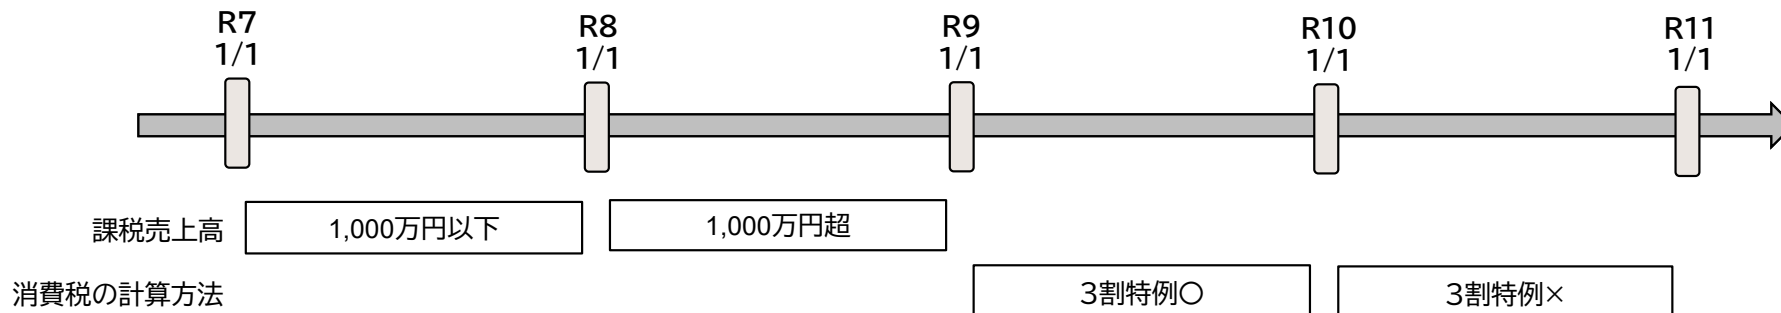 R7
1/1
R8
1/1
R9
1/1
R10
1/1
R11
1/1
課税売上高
1,000万円以下
1,000万円超
消費税の計算方法
3割特例〇
3割特例×